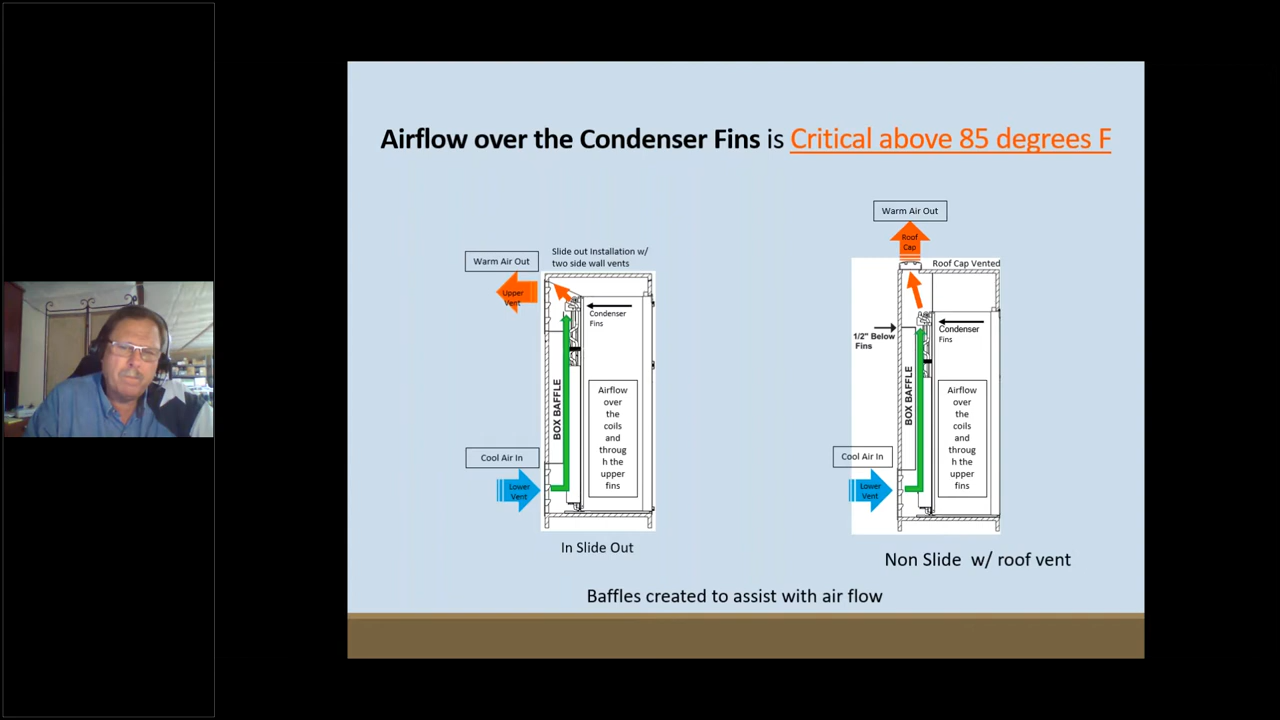 Airflow over the Condenser Fins is Critical above 85 degrees F
Warm Air Out
Slide out Installation w/
two side wall vents
Upper
Vent
Condenser
Fins
BOX BAFFLE
Airflow
over
the
coils
and
throug
h the
upper
fins
Cool Air In
Lower
Vent
In Slide Out
Warm Air Out
Roof
Cap
Roof Cap Vented
1/2" Below
Fins
Condenser
Fins
BOX BAFFLE
Airflow
over
the
coils
and
throug
h the
upper
fins
Cool Air In
Lower
Vent
Non Slide w/ roof vent
Baffles created to assist with air flow